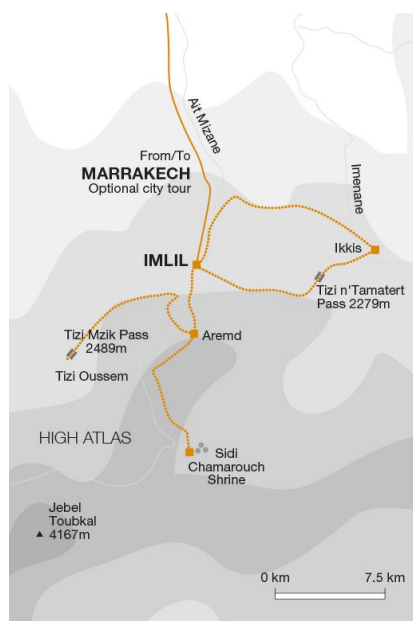 Ait Mizane
From/To
MARRAKECH
Optional city tour
Imenane
IMLIL
Ikkis
Tizi n'Tamatert
Pass 2279m
Tizi Mzik Pass
2489m
Aremd
Tizi Oussem
HIGH ATLAS
Sidi
Chamarouch
Shrine
Jebel
Toubkal
4167m
0 km
7.5 km